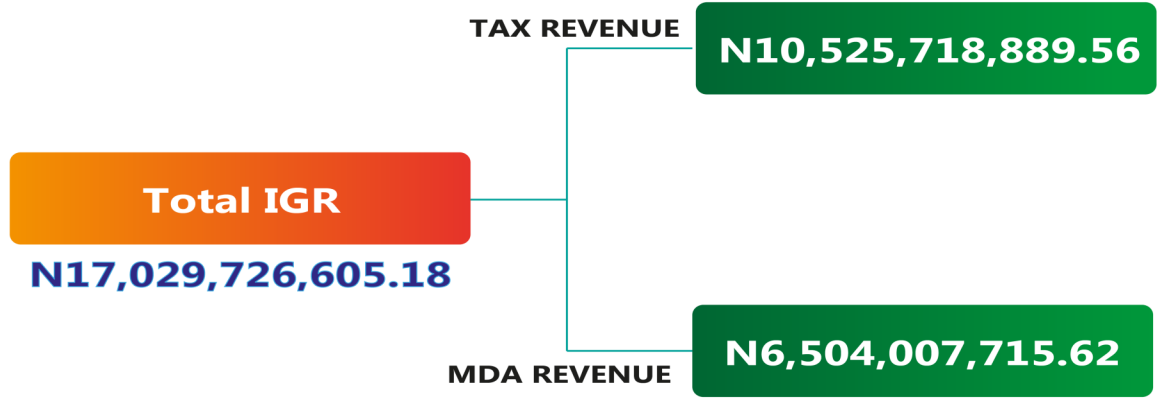 TAX REVENUE
N10,525,718,889.56
Total IGR
N17,029,726,605.18
MDA REVENUE
N6,504,007,715.62